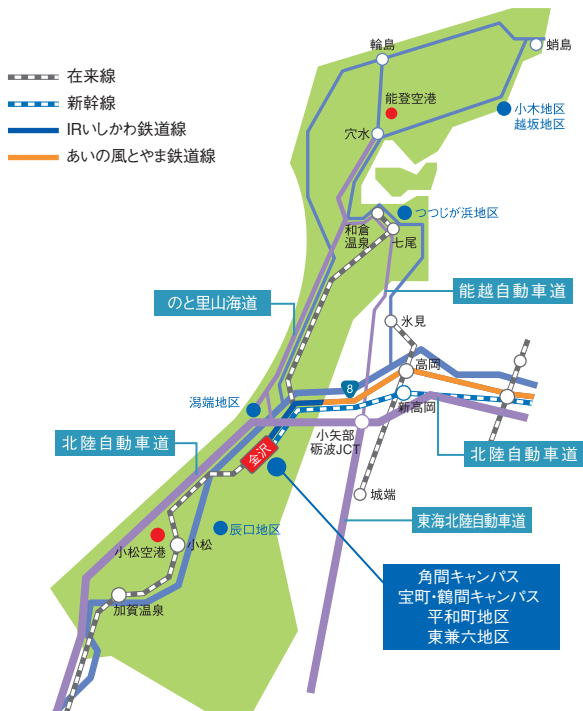 輪島
蛸島
在来線
新幹線
IRいしかわ鉄道線
あいの風とやま鉄道線
能登空港
小木地区
越坂地区
穴水
つつじが浜地区
和倉
温泉
七尾
のと里山海道
能越自動車道
氷見
高岡
8
新高岡
潟端地区
小矢部
砺波JCT
北陸自動車道
北陸自動車道
金沢
城端
東海北陸自動車道
辰口地区
小松空港
小松
加賀温泉
角間キャンパス
宝町・鶴間キャンパス
平和町地区
東兼六地区